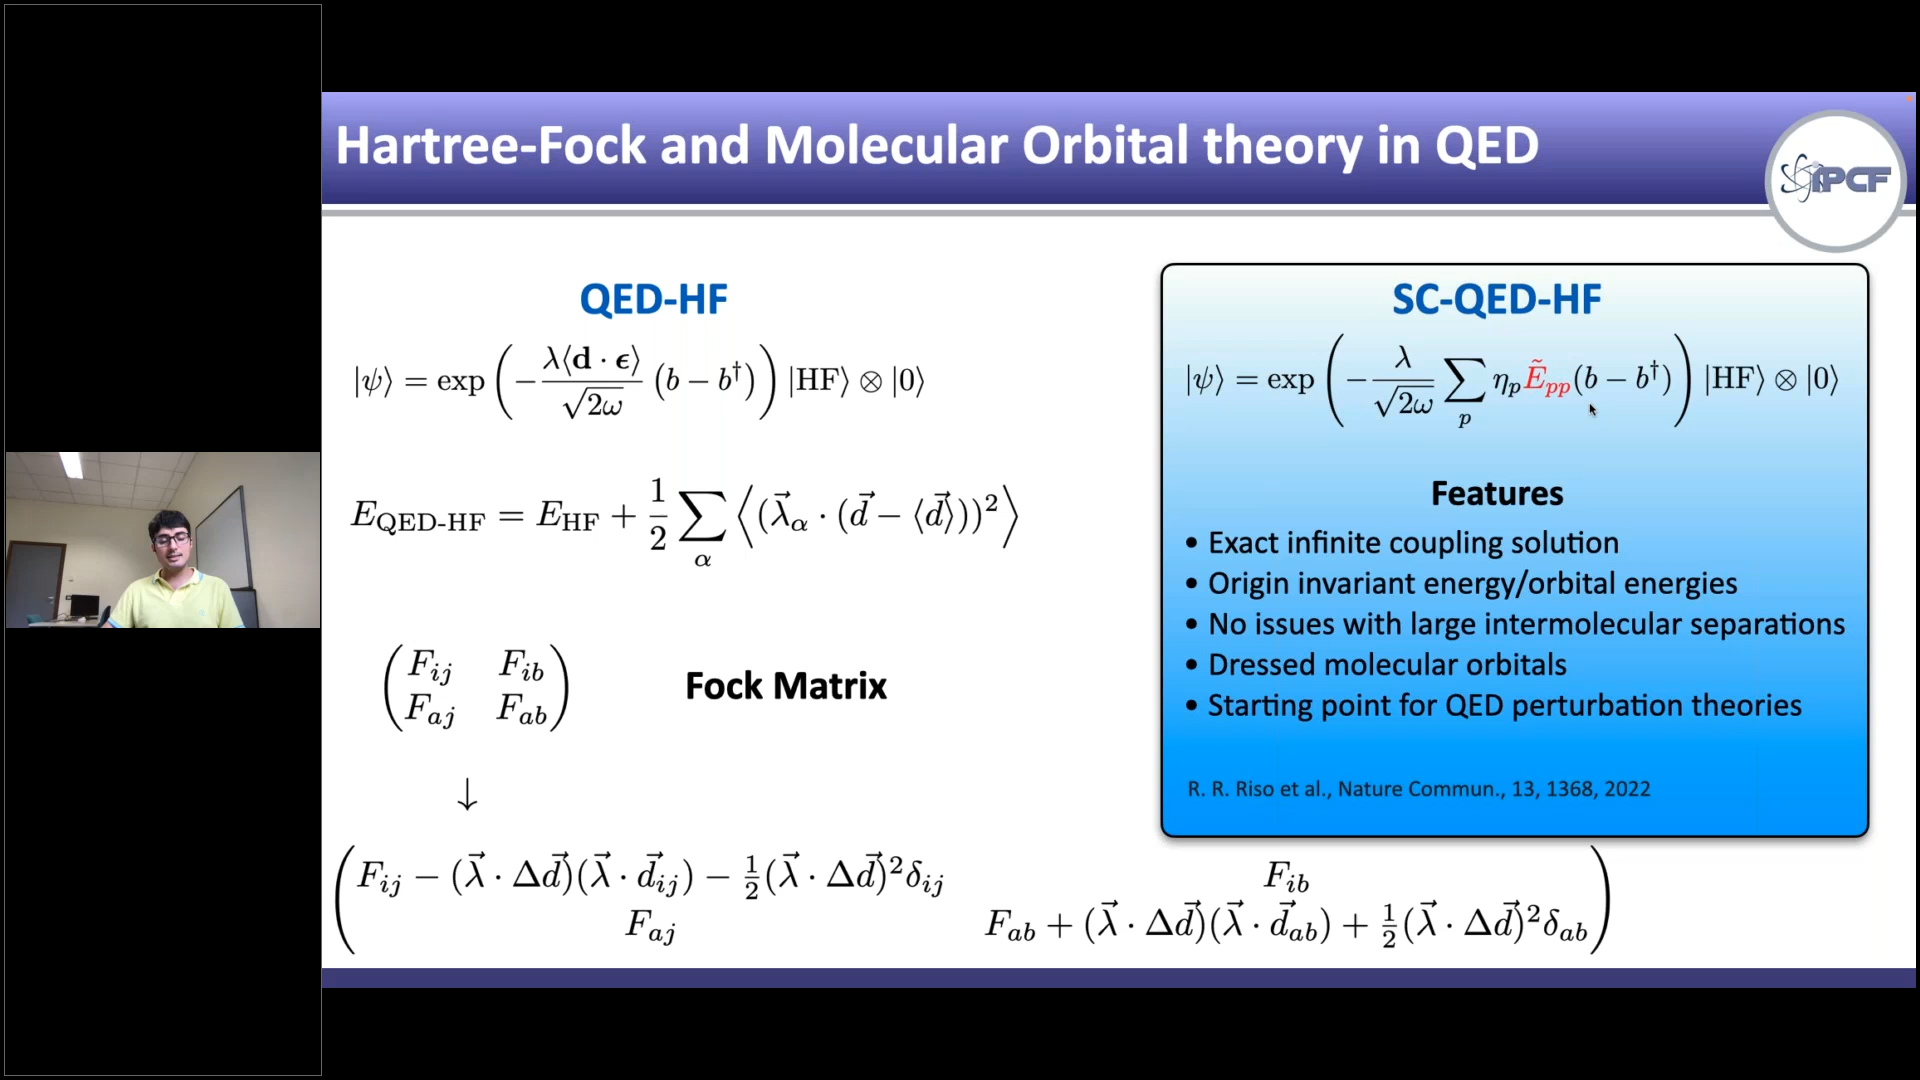 Hartree-Fock and Molecular Orbital theory in QED
iPCF
QED-HF
|ψ⟩ = exp(−λ⟨d · ϵ⟩/√2ω (b − b†))|HF⟩ ⊗ |0⟩
E_QED-HF = E_HF + 1/2 ∑_α ⟨(λ⃗_α · (d⃗ − ⟨d⃗⟩))²⟩
(F_ij F_ib
F_aj F_ab)
Fock Matrix
↓
(F_ij − (λ⃗ · Δd⃗)(λ⃗ · d⃗_ij) − ½(λ⃗ · Δd⃗)²δ_ij F_ib
F_aj F_ab + (λ⃗ · Δd⃗)(λ⃗ · d⃗_ab) + ½(λ⃗ · Δd⃗)²δ_ab)
SC-QED-HF
|ψ⟩ = exp(−λ/√2ω ∑_p η_p Ẽ_pp(b − b†))|HF⟩ ⊗ |0⟩
Features
• Exact infinite coupling solution
• Origin invariant energy/orbital energies
• No issues with large intermolecular separations
• Dressed molecular orbitals
• Starting point for QED perturbation theories
R. R. Riso et al., Nature Commun., 13, 1368, 2022